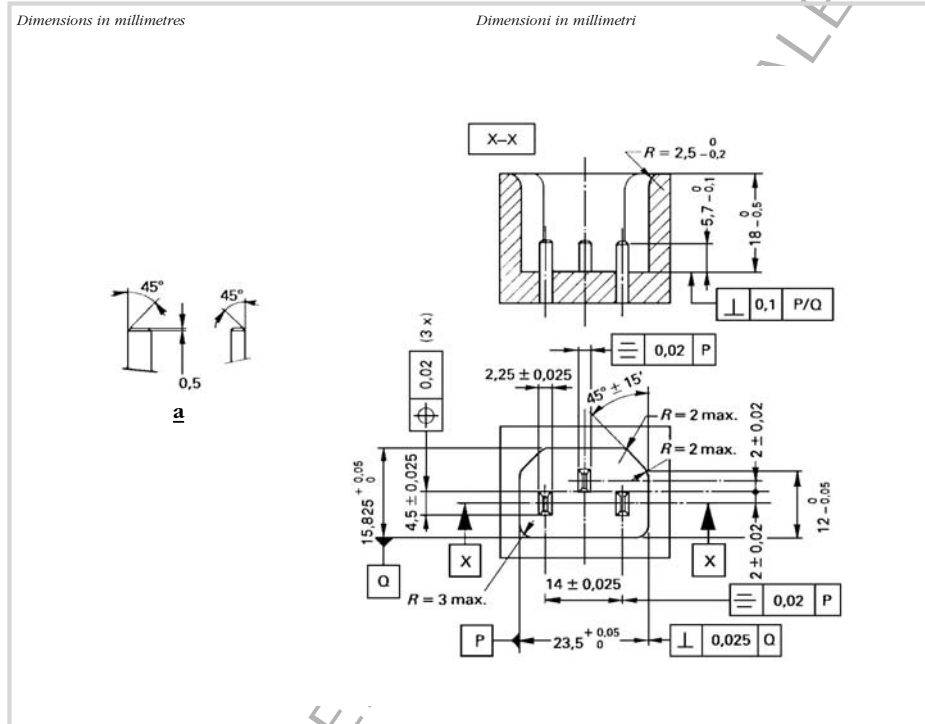 Dimensions in millimetres
Dimensioni in millimetri
ALE
X–X
R = 2,5 0 -0,2
5,7 0 -0,1
18 0 -0,5
⊥ 0,1 P/Q
45°
45°
0,5
a
⌖ 0,02 (3 x)
⌯ 0,02 P
2,25 ± 0,025
45° ± 15'
R = 2 max.
R = 2 max.
2 ± 0,02
15,825 + 0,05 0
4,5 ± 0,025
12 0 -0,05
2 ± 0,02
X
X
Q
14 ± 0,025
R = 3 max.
⌯ 0,02 P
P
23,5 + 0,05 0
⊥ 0,025 Q